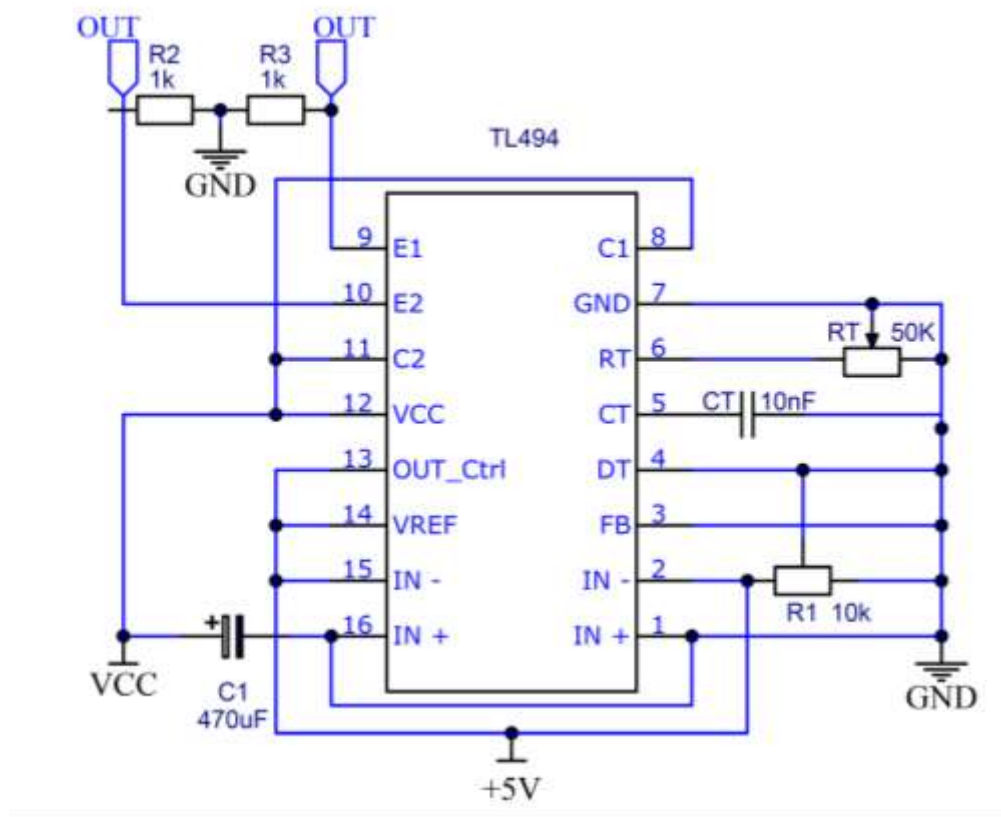 OUT OUT
R2 R3
1k 1k
GND
TL494
9 E1 C1 8
10 E2 GND 7
RT 50K
11 C2 RT 6
CT 10nF
12 VCC CT 5
13 OUT_Ctrl DT 4
14 VREF FB 3
15 IN - IN - 2
R1 10k
+ 16 IN + IN + 1
VCC
C1
470uF
GND
+5V